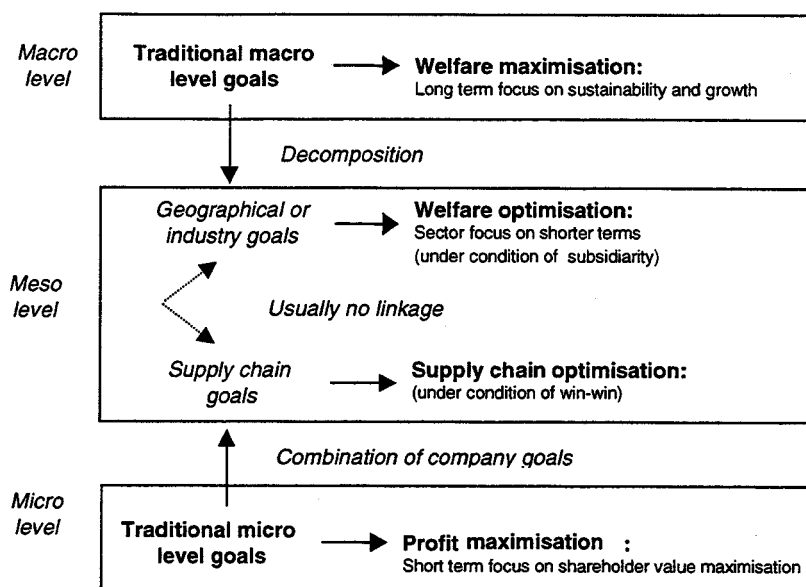 Macro
level
Traditional macro
level goals
Welfare maximisation:
Long term focus on sustainability and growth
Decomposition
Meso
level
Geographical or
industry goals
Welfare optimisation:
Sector focus on shorter terms
(under condition of subsidiarity)
Usually no linkage
Supply chain
goals
Supply chain optimisation:
(under condition of win-win)
Combination of company goals
Micro
level
Traditional micro
level goals
Profit maximisation :
Short term focus on shareholder value maximisation